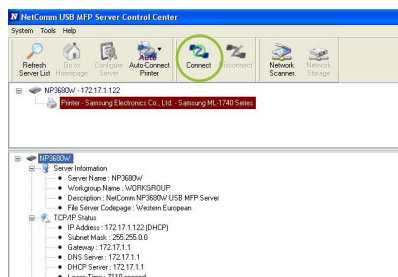 NetComm USB MFP Server Control Center
System Tools Help
Refresh Server List
Go to Homepage
Configure Server
Auto-Connect Printer
Connect
Disconnect
Network Scanner
Network Storage
NP3680W - 172.17.1.122
Printer - Samsung Electronics Co., Ltd. - Samsung ML-1740 Series
NP3680W
Server Information
Server Name : NP3680W
Workgroup Name : WORKGROUP
Description : NetComm NP3680W USB MFP Server
File Server Codepage : Western European
TCP/IP Status
IP Address : 172.17.1.122 (DHCP)
Subnet Mask : 255.255.0.0
Gateway : 172.17.1.1
DNS Server : 172.17.1.1
DHCP Server : 172.17.1.1
Lease Time : 7110 second